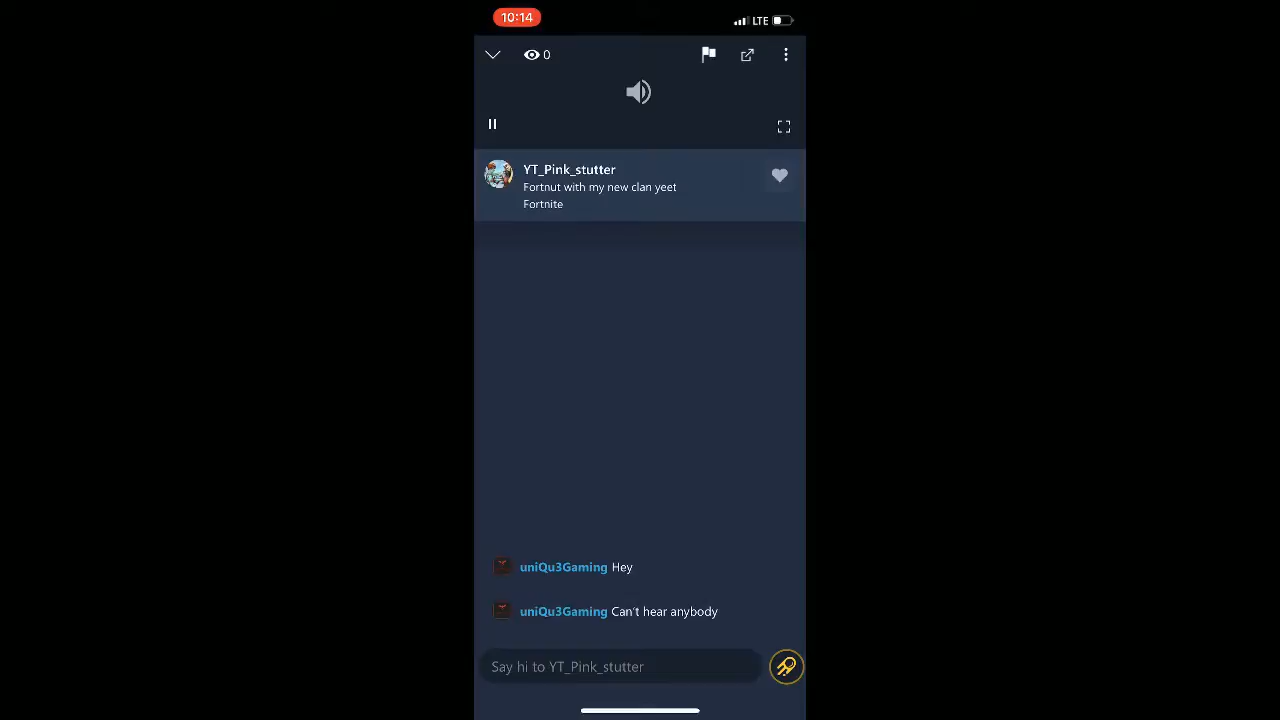 10:14
LTE
0
YT_Pink_stutter
Fortnut with my new clan yeet
Fortnite
uniQu3Gaming Hey
uniQu3Gaming Can't hear anybody
Say hi to YT_Pink_stutter